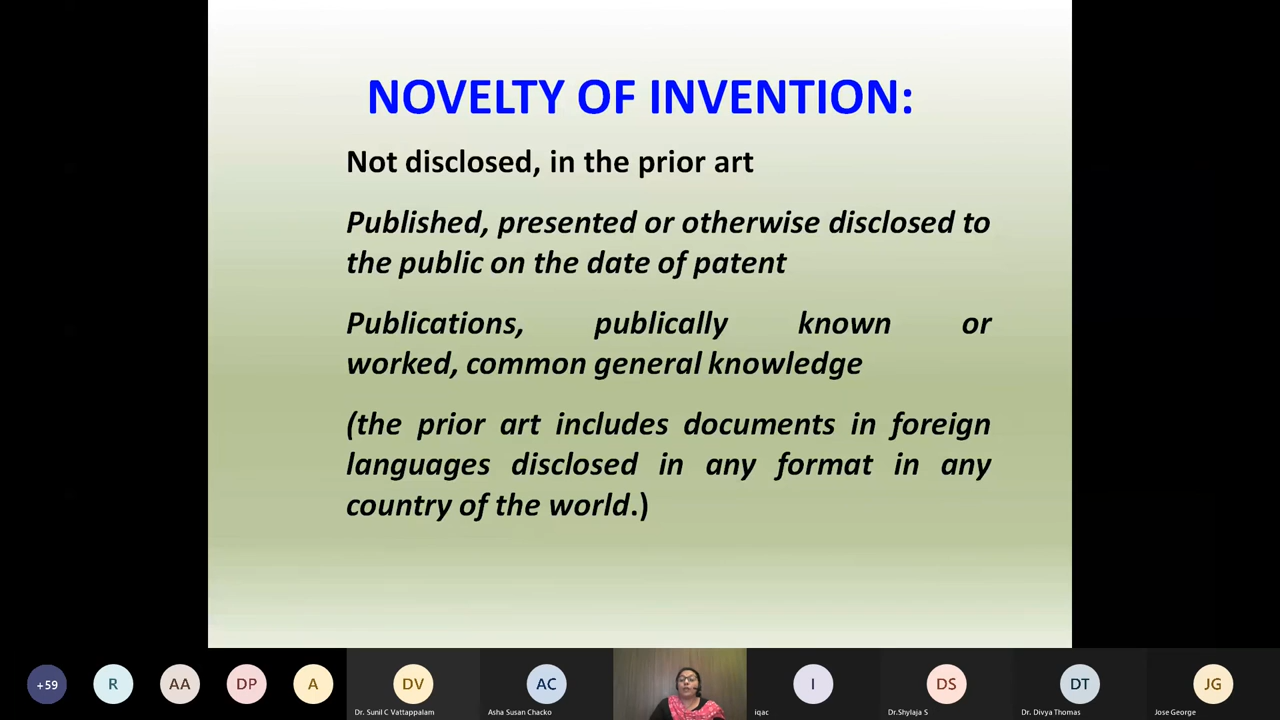 NOVELTY OF INVENTION:
Not disclosed, in the prior art
Published, presented or otherwise disclosed to
the public on the date of patent
Publications, publically known or
worked, common general knowledge
(the prior art includes documents in foreign
languages disclosed in any format in any
country of the world.)
+59
R
AA
DP
A
DV
AC
I
DS
DT
JG
Dr. Sunil C Vattappalam
Asha Susan Chacko
iqac
Dr.Shylaja S
Dr. Divya Thomas
Jose George